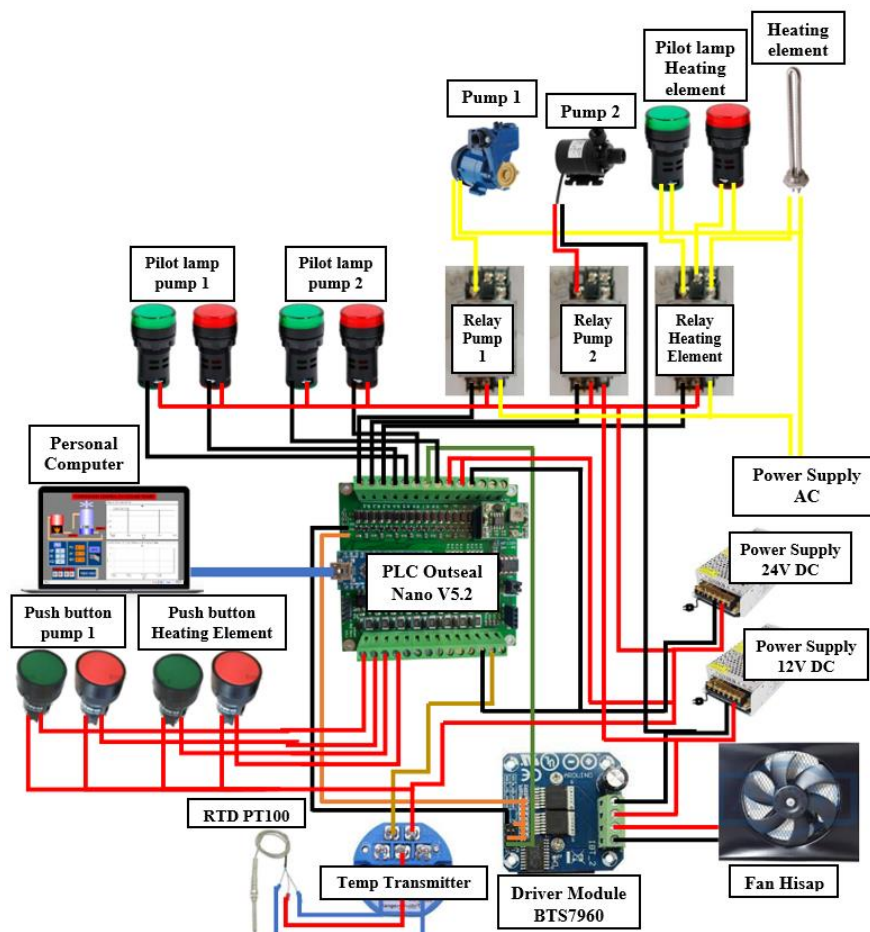 Heating
element
Pilot lamp
Heating
element
Pump 1
Pump 2
Pilot lamp
pump 1
Pilot lamp
pump 2
Relay
Pump
1
Relay
Pump
2
Relay
Heating
Element
Personal
Computer
Power Supply
AC
PLC Outseal
Nano V5.2
Power Supply
24V DC
Push button
pump 1
Push button
Heating Element
Power Supply
12V DC
RTD PT100
Temp Transmitter
Driver Module
BTS7960
Fan Hisap